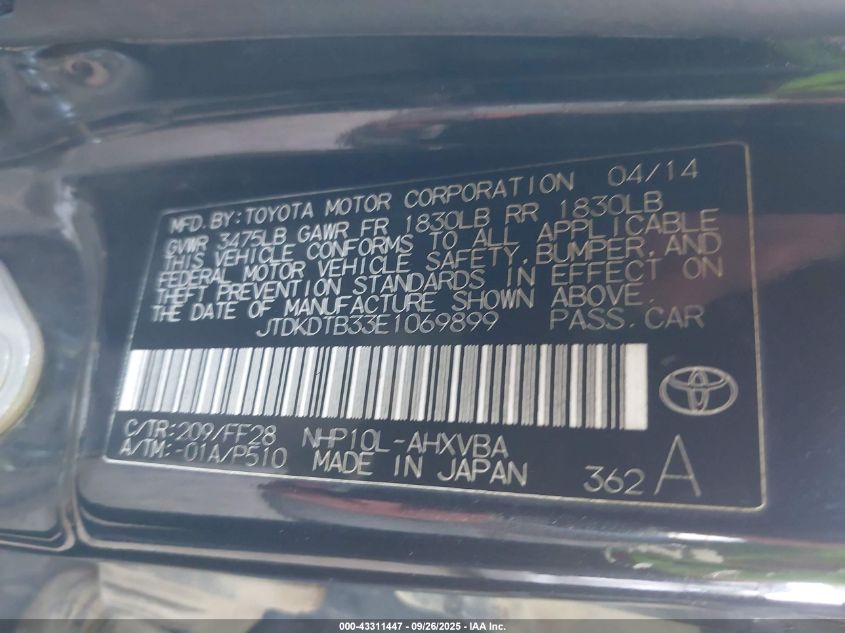 MFD. BY: TOYOTA MOTOR CORPORATION 04/14
GVWR 3475LB GAWR FR 1830LB RR 1830LB
THIS VEHICLE CONFORMS TO ALL APPLICABLE
FEDERAL MOTOR VEHICLE SAFETY, BUMPER, AND
THEFT PREVENTION STANDARDS IN EFFECT ON
THE DATE OF MANUFACTURE SHOWN ABOVE.
JTDKDTB33E1069899 PASS. CAR
C/TR: 209/FF28 NHP10L-AHXVBA
A/TM: -01A/P510 MADE IN JAPAN 362 A
000-43311447 - 09/26/2025 - IAA Inc.